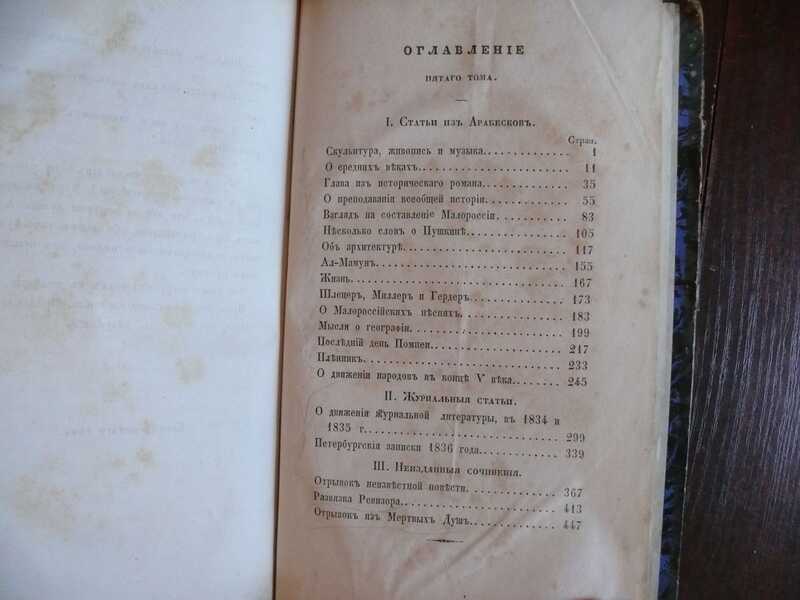 ОГЛАВЛЕНІЕ
ПЯТАГО ТОМА.
I. Статьи изъ Арабесковъ.
Стран.
Скульптура, живопись и музыка. 1
О среднихъ вѣкахъ. 11
Глава изъ историческаго романа. 35
О преподаваніи всеобщей исторіи. 55
Взглядъ на составленіе Малороссіи. 83
Нѣсколько словъ о Пушкинѣ. 105
Объ архитектурѣ. 117
Ал-Мамунъ. 155
Жизнь. 167
Шлецеръ, Миллеръ и Гердеръ. 173
О Малороссійскихъ пѣсняхъ. 183
Мысли о географіи. 199
Послѣдній день Помпеи. 217
Плѣнникъ. 233
О движеніи народовъ въ концѣ V вѣка. 245
II. Журнальныя статьи.
О движеніи журнальной литературы, въ 1834 и
1835 г. 299
Петербургскія записки 1836 года. 339
III. Неизданныя сочиненія.
Отрывокъ неизвѣстной повѣсти. 367
Развязка Ревизора. 413
Отрывокъ изъ Мертвыхъ Душъ. 447